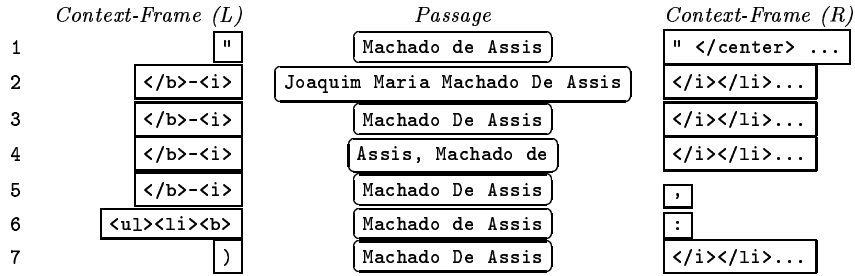 Context-Frame (L) Passage Context-Frame (R)
1 " Machado de Assis " </center> ...
2 </b>-<i> Joaquim Maria Machado De Assis </i></li>...
3 </b>-<i> Machado De Assis </i></li>...
4 </b>-<i> Assis, Machado de </i></li>...
5 </b>-<i> Machado De Assis ,
6 <ul><li><b> Machado de Assis :
7 ) Machado De Assis </i></li>...